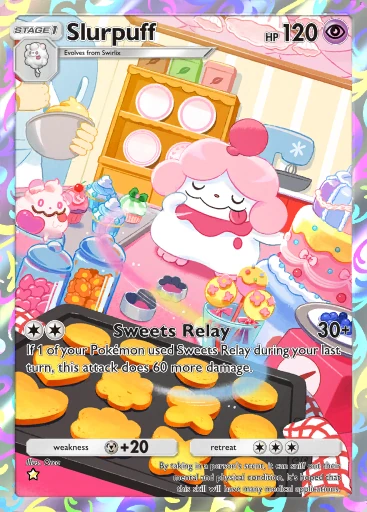 STAGE 1
Slurpuff
HP 120
Evolves from Swirlix
Sweets Relay 30+
If 1 of your Pokémon used Sweets Relay during your last
turn, this attack does 60 more damage.
weakness +20 retreat
Illus.
By taking in a person's scent, it can sniff out their
mental and physical condition. It's hoped that
this skill will have many medical applications.